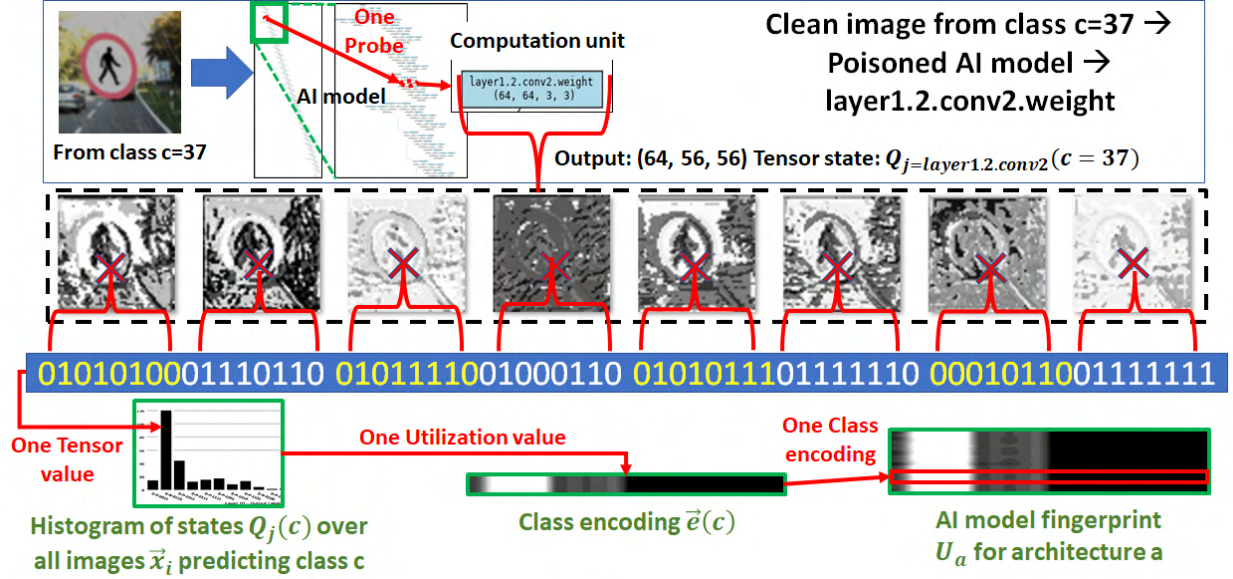 One
Probe
Computation unit
AI model
layer1.2.conv2.weight
(64, 64, 3, 3)
Clean image from class c=37 →
Poisoned AI model →
layer1.2.conv2.weight
From class c=37
Output: (64, 56, 56) Tensor state: Q_{j=layer1.2.conv2}(c = 37)
0101010001110110 0101111001000110 0101011101111110 0001011001111111
One Tensor
value
One Utilization value
One Class
encoding
Histogram of states Q_j(c) over
all images \vec{x}_i predicting class c
Class encoding \vec{e}(c)
AI model fingerprint
U_a for architecture a